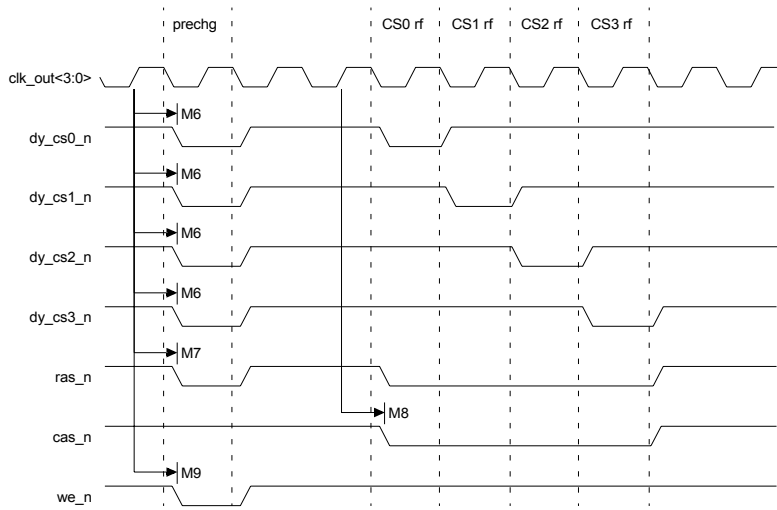 prechg CS0 rf CS1 rf CS2 rf CS3 rf
clk_out<3:0>
M6
dy_cs0_n
M6
dy_cs1_n
M6
dy_cs2_n
M6
dy_cs3_n
M7
ras_n
M8
cas_n
M9
we_n